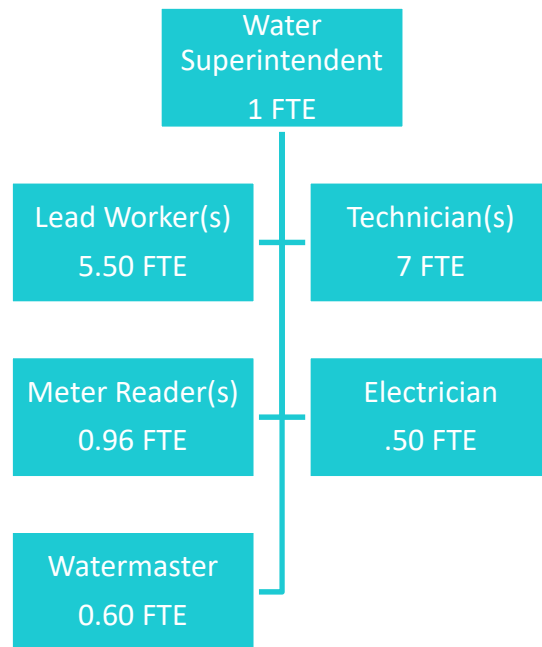 Water
Superintendent
1 FTE
Lead Worker(s)
5.50 FTE
Technician(s)
7 FTE
Meter Reader(s)
0.96 FTE
Electrician
.50 FTE
Watermaster
0.60 FTE